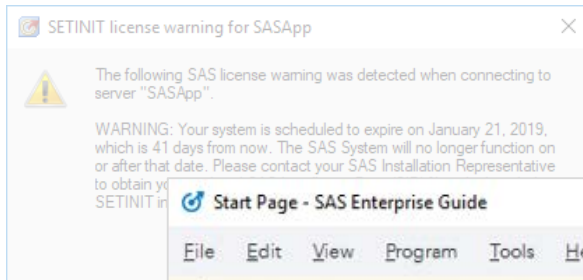 SETINIT license warning for SASApp
The following SAS license warning was detected when connecting to
server "SASApp".
WARNING: Your system is scheduled to expire on January 21, 2019,
which is 41 days from now. The SAS System will no longer function on
or after that date. Please contact your SAS Installation Representative
to obtain
SETINIT
Start Page - SAS Enterprise Guide
File Edit View Program Tools